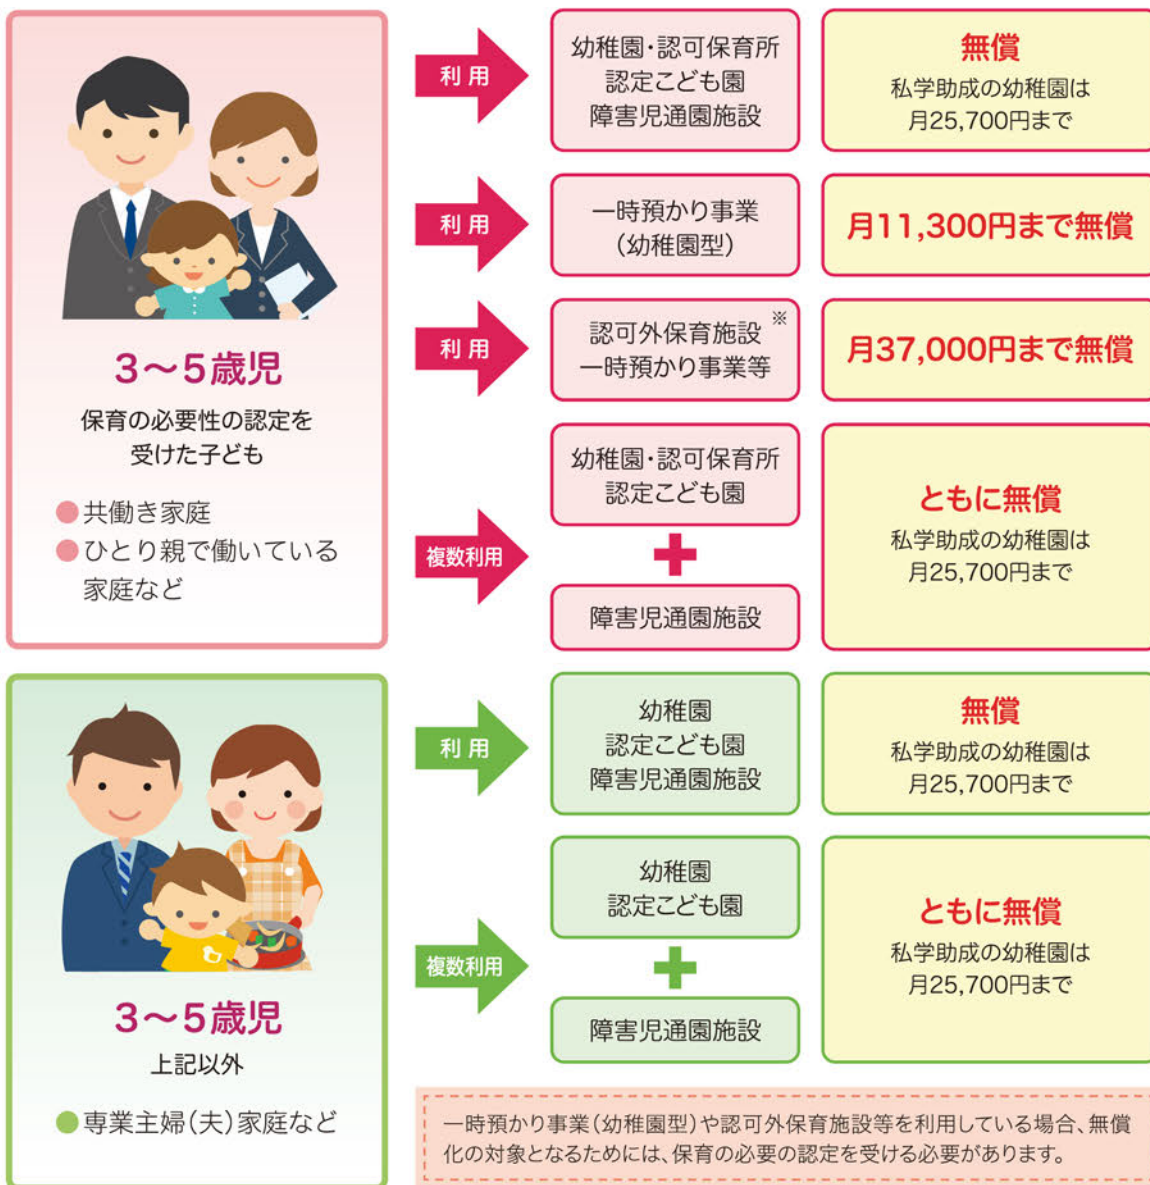 3～5歳児
保育の必要性の認定を
受けた子ども
●共働き家庭
●ひとり親で働いている
家庭など
利用
幼稚園・認可保育所
認定こども園
障害児通園施設
無償
私学助成の幼稚園は
月25,700円まで
利用
一時預かり事業
(幼稚園型)
月11,300円まで無償
利用
認可外保育施設※
一時預かり事業等
月37,000円まで無償
複数利用
幼稚園・認可保育所
認定こども園
+
障害児通園施設
ともに無償
私学助成の幼稚園は
月25,700円まで
3～5歳児
上記以外
●専業主婦(夫)家庭など
利用
幼稚園
認定こども園
障害児通園施設
無償
私学助成の幼稚園は
月25,700円まで
複数利用
幼稚園
認定こども園
+
障害児通園施設
ともに無償
私学助成の幼稚園は
月25,700円まで
一時預かり事業(幼稚園型)や認可外保育施設等を利用している場合、無償
化の対象となるためには、保育の必要の認定を受ける必要があります。